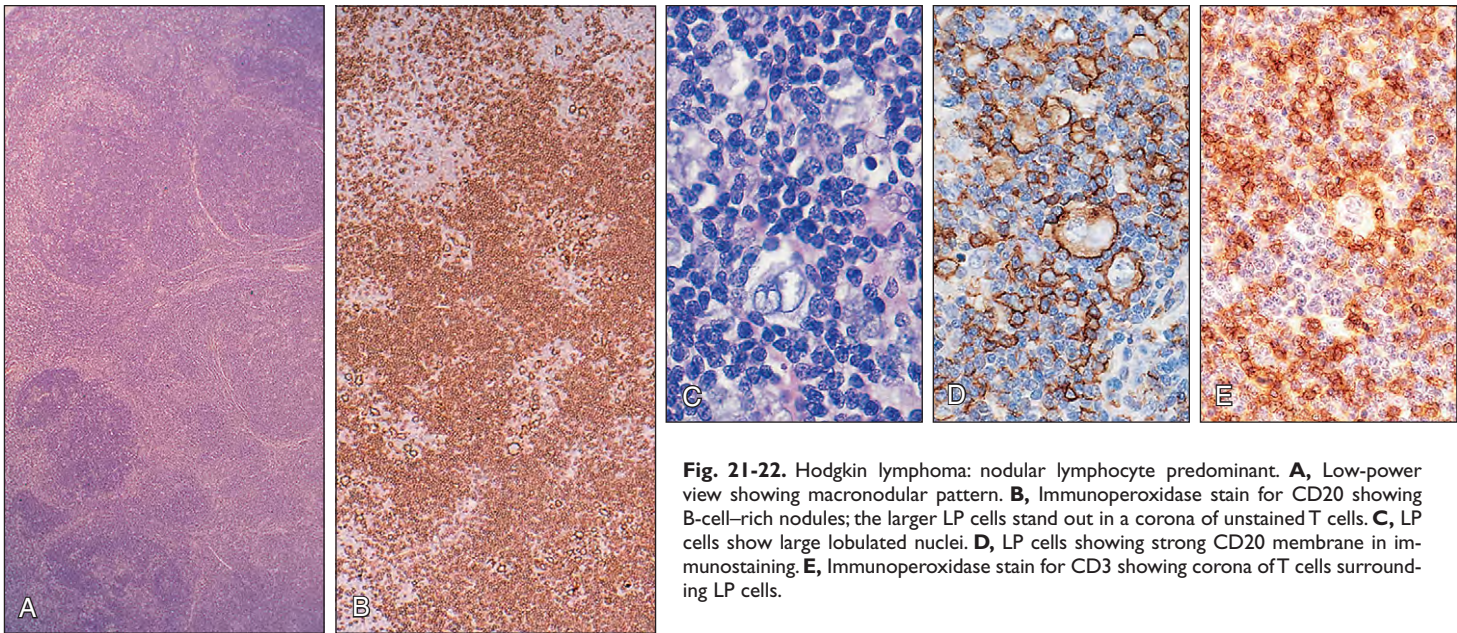 A
B
C
D
E
Fig. 21-22. Hodgkin lymphoma: nodular lymphocyte predominant. A, Low-power
view showing macronodular pattern. B, Immunoperoxidase stain for CD20 showing
B-cell–rich nodules; the larger LP cells stand out in a corona of unstained T cells. C, LP
cells show large lobulated nuclei. D, LP cells showing strong CD20 membrane in im-
munostaining. E, Immunoperoxidase stain for CD3 showing corona of T cells surround-
ing LP cells.